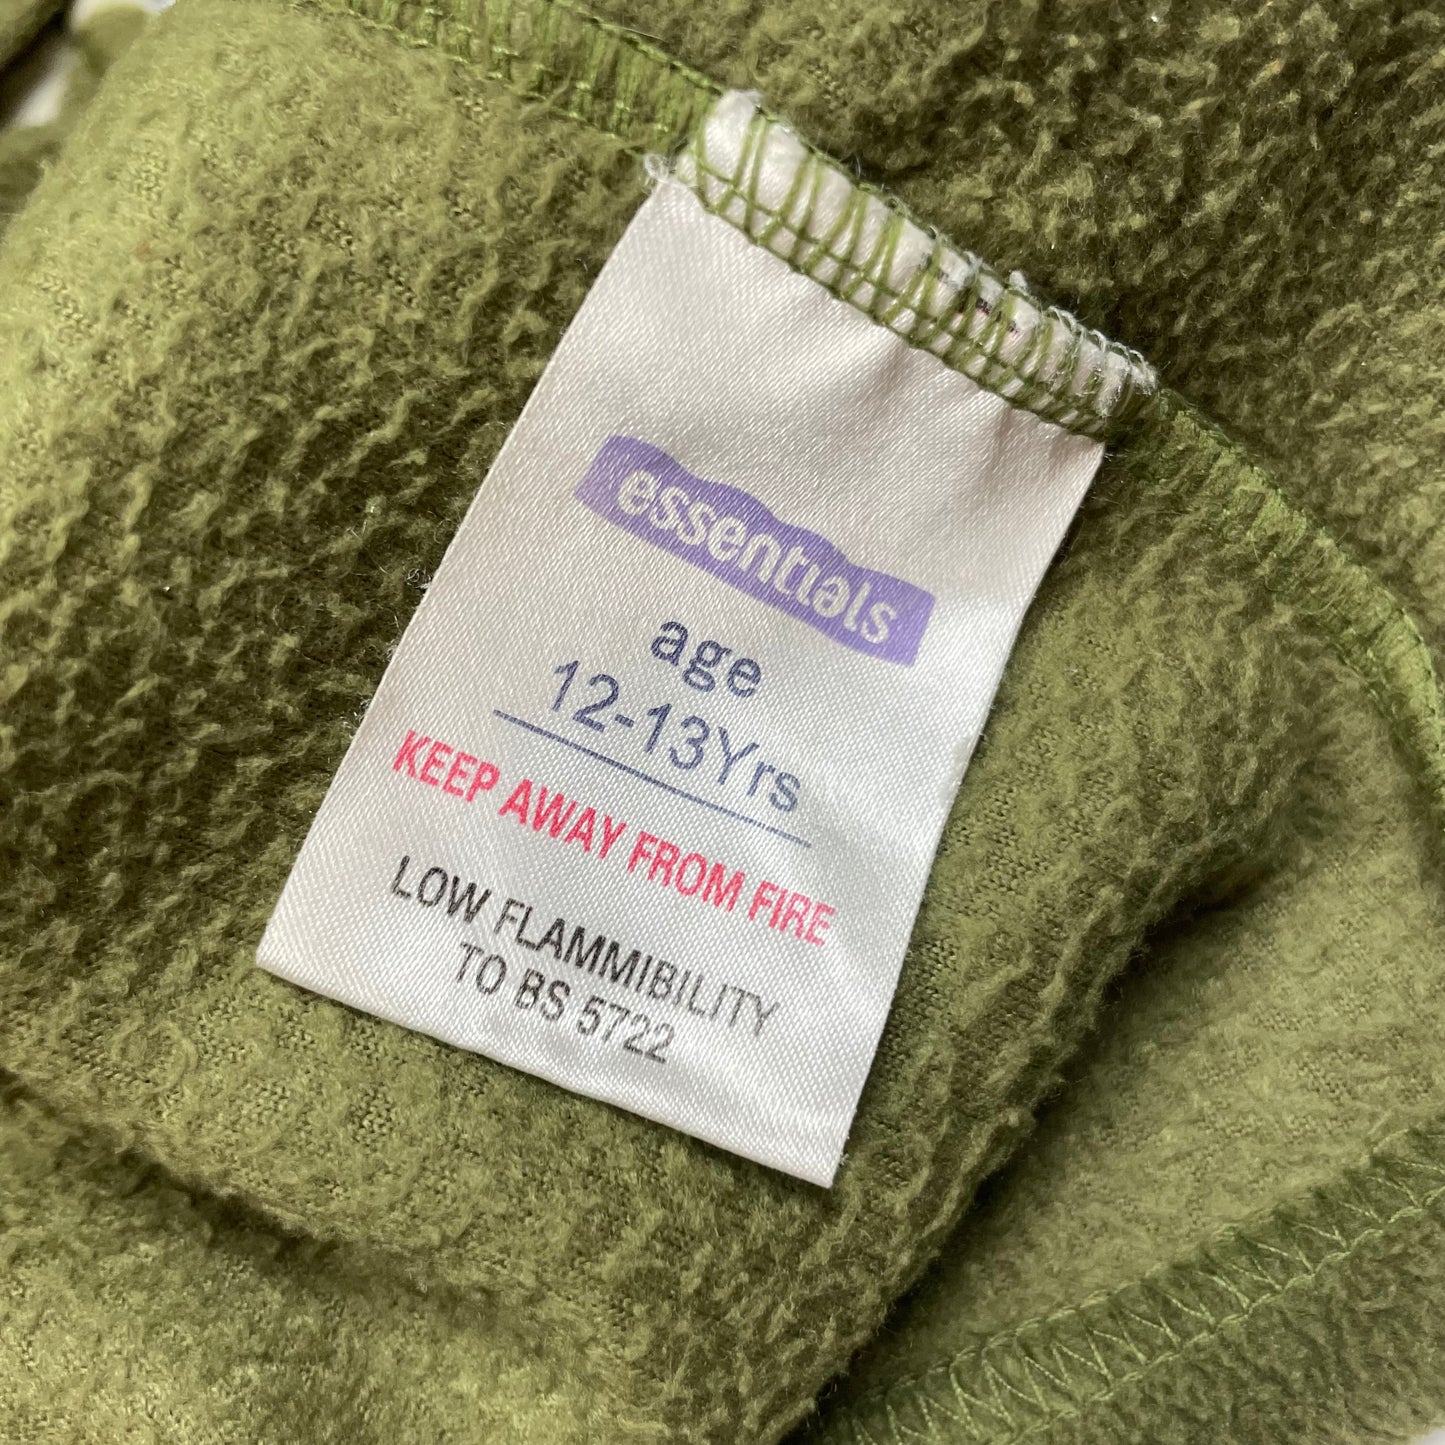 essentials
age
12-13Yrs
KEEP AWAY FROM FIRE
LOW FLAMMIBILITY
TO BS 5722